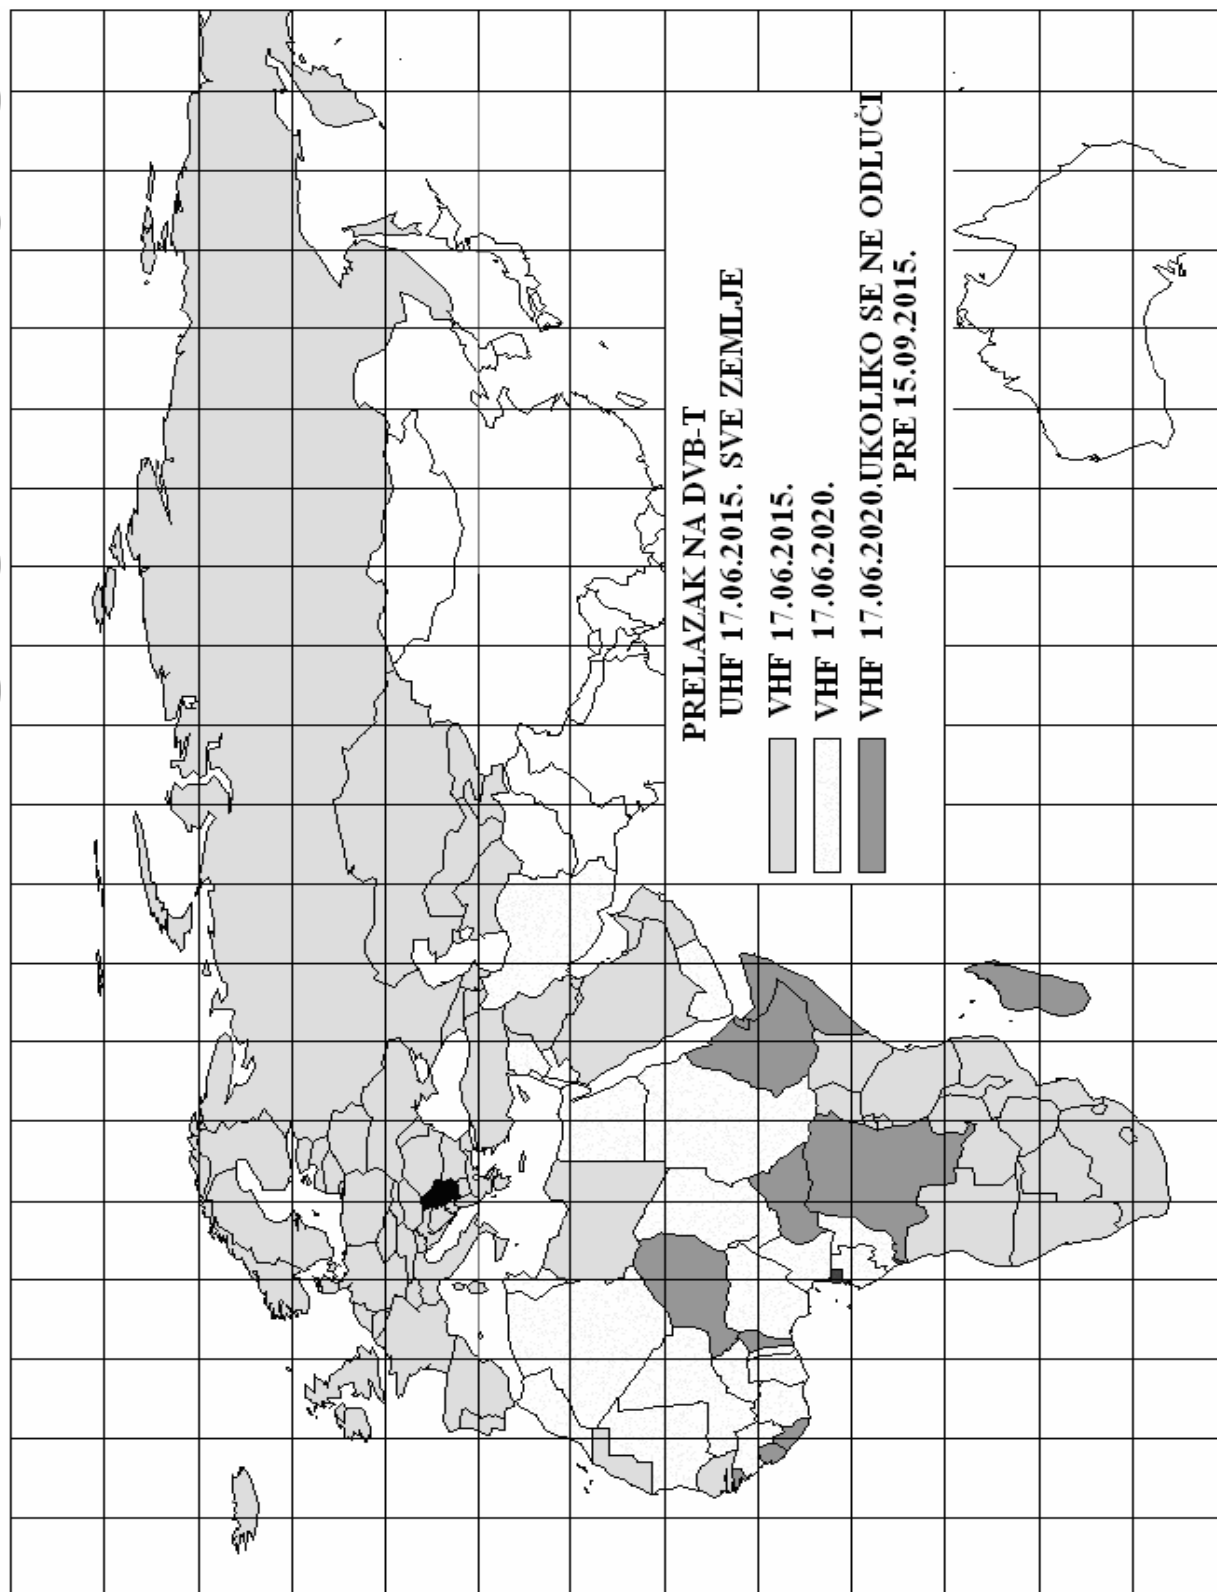 PRELAZAK NA DVB-T
UHF 17.06.2015. SVE ZEMLJE
VHF 17.06.2015.
VHF 17.06.2020.
VHF 17.06.2020.UKOLIKO SE NE ODLUČI
PRE 15.09.2015.